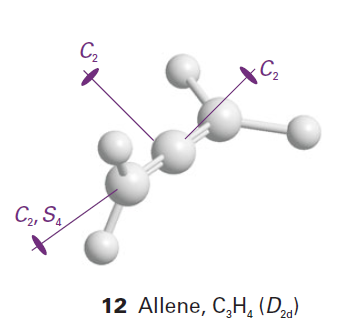 C₂
C₂
C₂, S₄
12 Allene, C₃H₄ (D₂d)